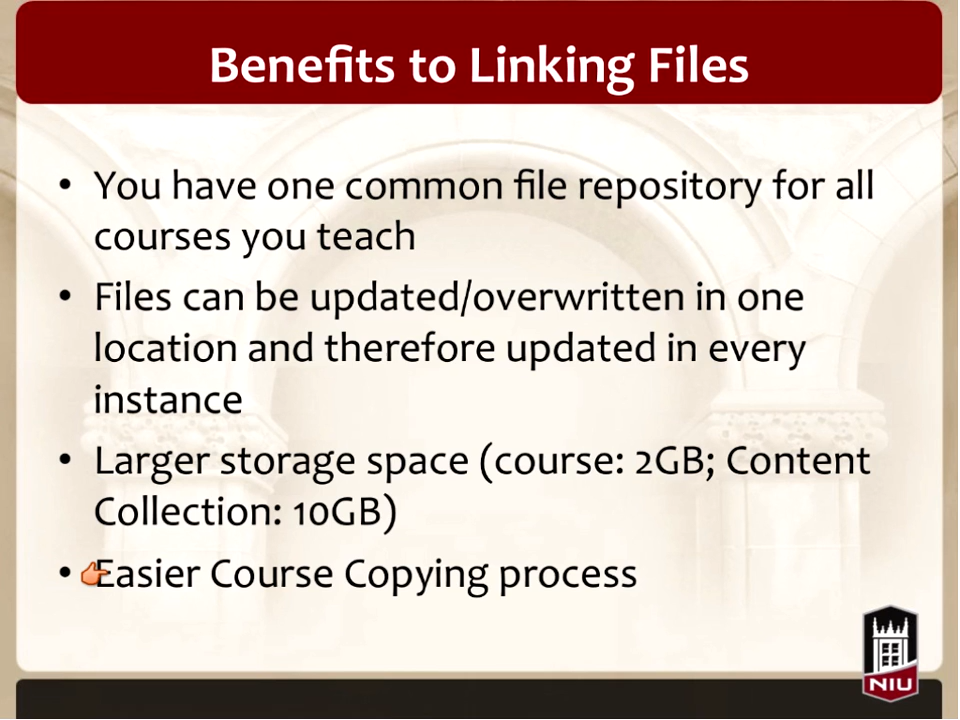 Benefits to Linking Files
• You have one common file repository for all
courses you teach
• Files can be updated/overwritten in one
location and therefore updated in every
instance
• Larger storage space (course: 2GB; Content
Collection: 10GB)
• Easier Course Copying process
NIU